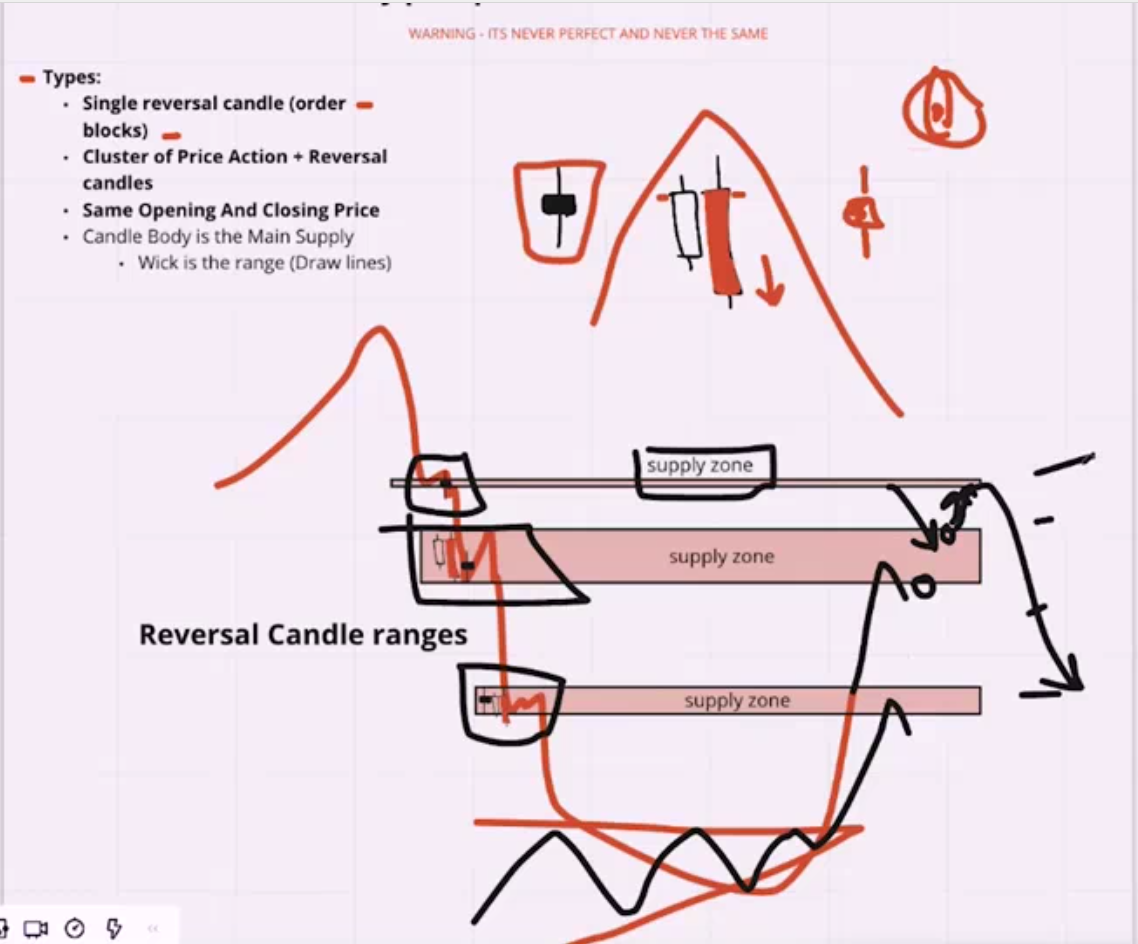 WARNING - ITS NEVER PERFECT AND NEVER THE SAME
Types:
Single reversal candle (order
blocks)
Cluster of Price Action + Reversal
candles
Same Opening And Closing Price
Candle Body is the Main Supply
Wick is the range (Draw lines)
supply zone
supply zone
Reversal Candle ranges
supply zone